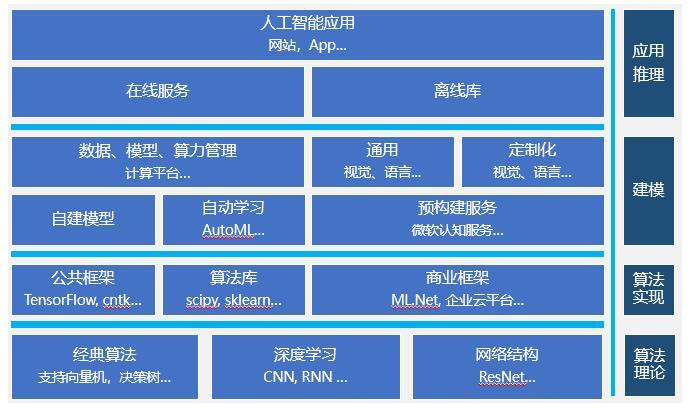 人工智能应用
网站，App...
在线服务
离线库
应用
推理
数据、模型、算力管理
计算平台...
通用
视觉、语言...
定制化
视觉、语言...
自建模型
自动学习
AutoML...
预构建服务
微软认知服务...
建模
公共框架
TensorFlow, cntk...
算法库
scipy, sklearn...
商业框架
ML.Net, 企业云平台...
算法
实现
经典算法
支持向量机，决策树...
深度学习
CNN, RNN ...
网络结构
ResNet...
算法
理论